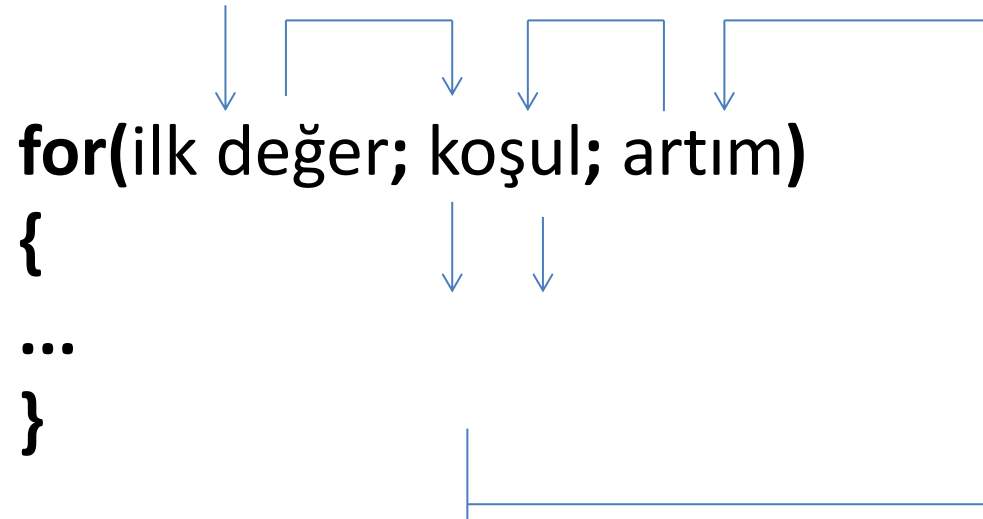 for(ilk değer; koşul; artım)
{
...
}